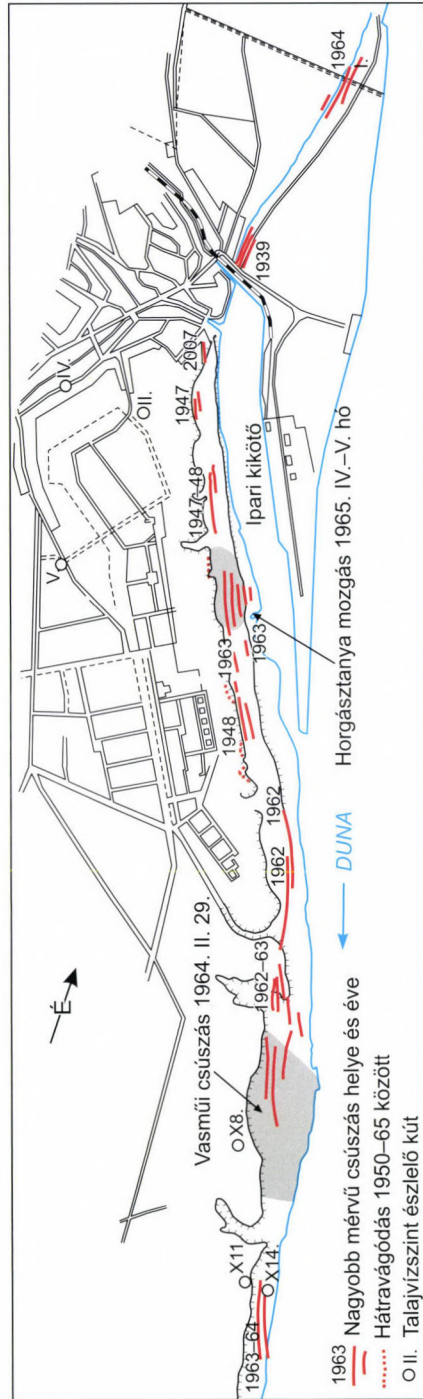 É
Vasműi csúszás 1964. II. 29.
1963–64
X11
X14.
X8.
1962–63
1962
1962
1948
1963
1963
1947–48
1947
2007
1939
1964
I.
II.
IV.
V.
DUNA
Ipari kikötő
Horgásztanya mozgás 1965. IV.–V. hó
1963 Nagyobb mérvű csúszás helye és éve
Hátravágódás 1950–65 között
II. Talajvízszint észlelő kút